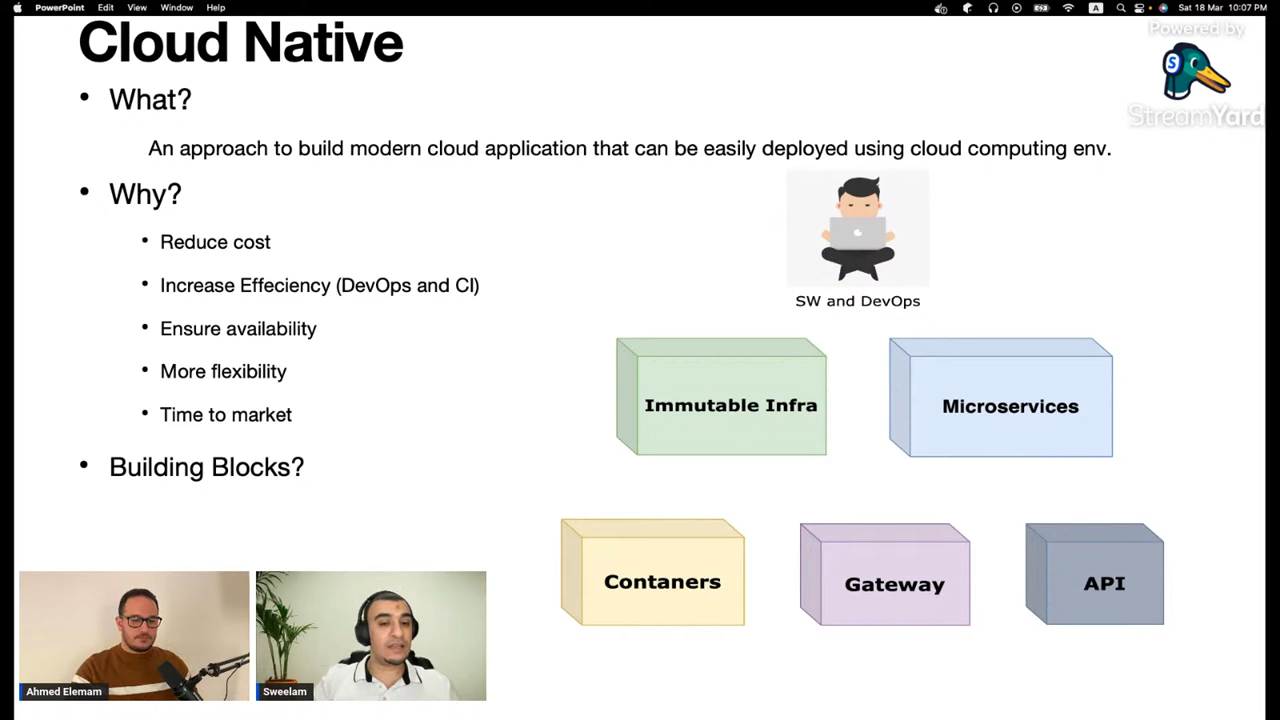 PowerPoint Edit View Window Help
A Sat 18 Mar 10:07 PM
Powered by
S
StreamYard
Cloud Native
• What?
An approach to build modern cloud application that can be easily deployed using cloud computing env.
• Why?
• Reduce cost
• Increase Effeciency (DevOps and CI)
• Ensure availability
• More flexibility
• Time to market
• Building Blocks?
SW and DevOps
Immutable Infra
Microservices
Contaners
Gateway
API
Ahmed Elemam
Sweelam